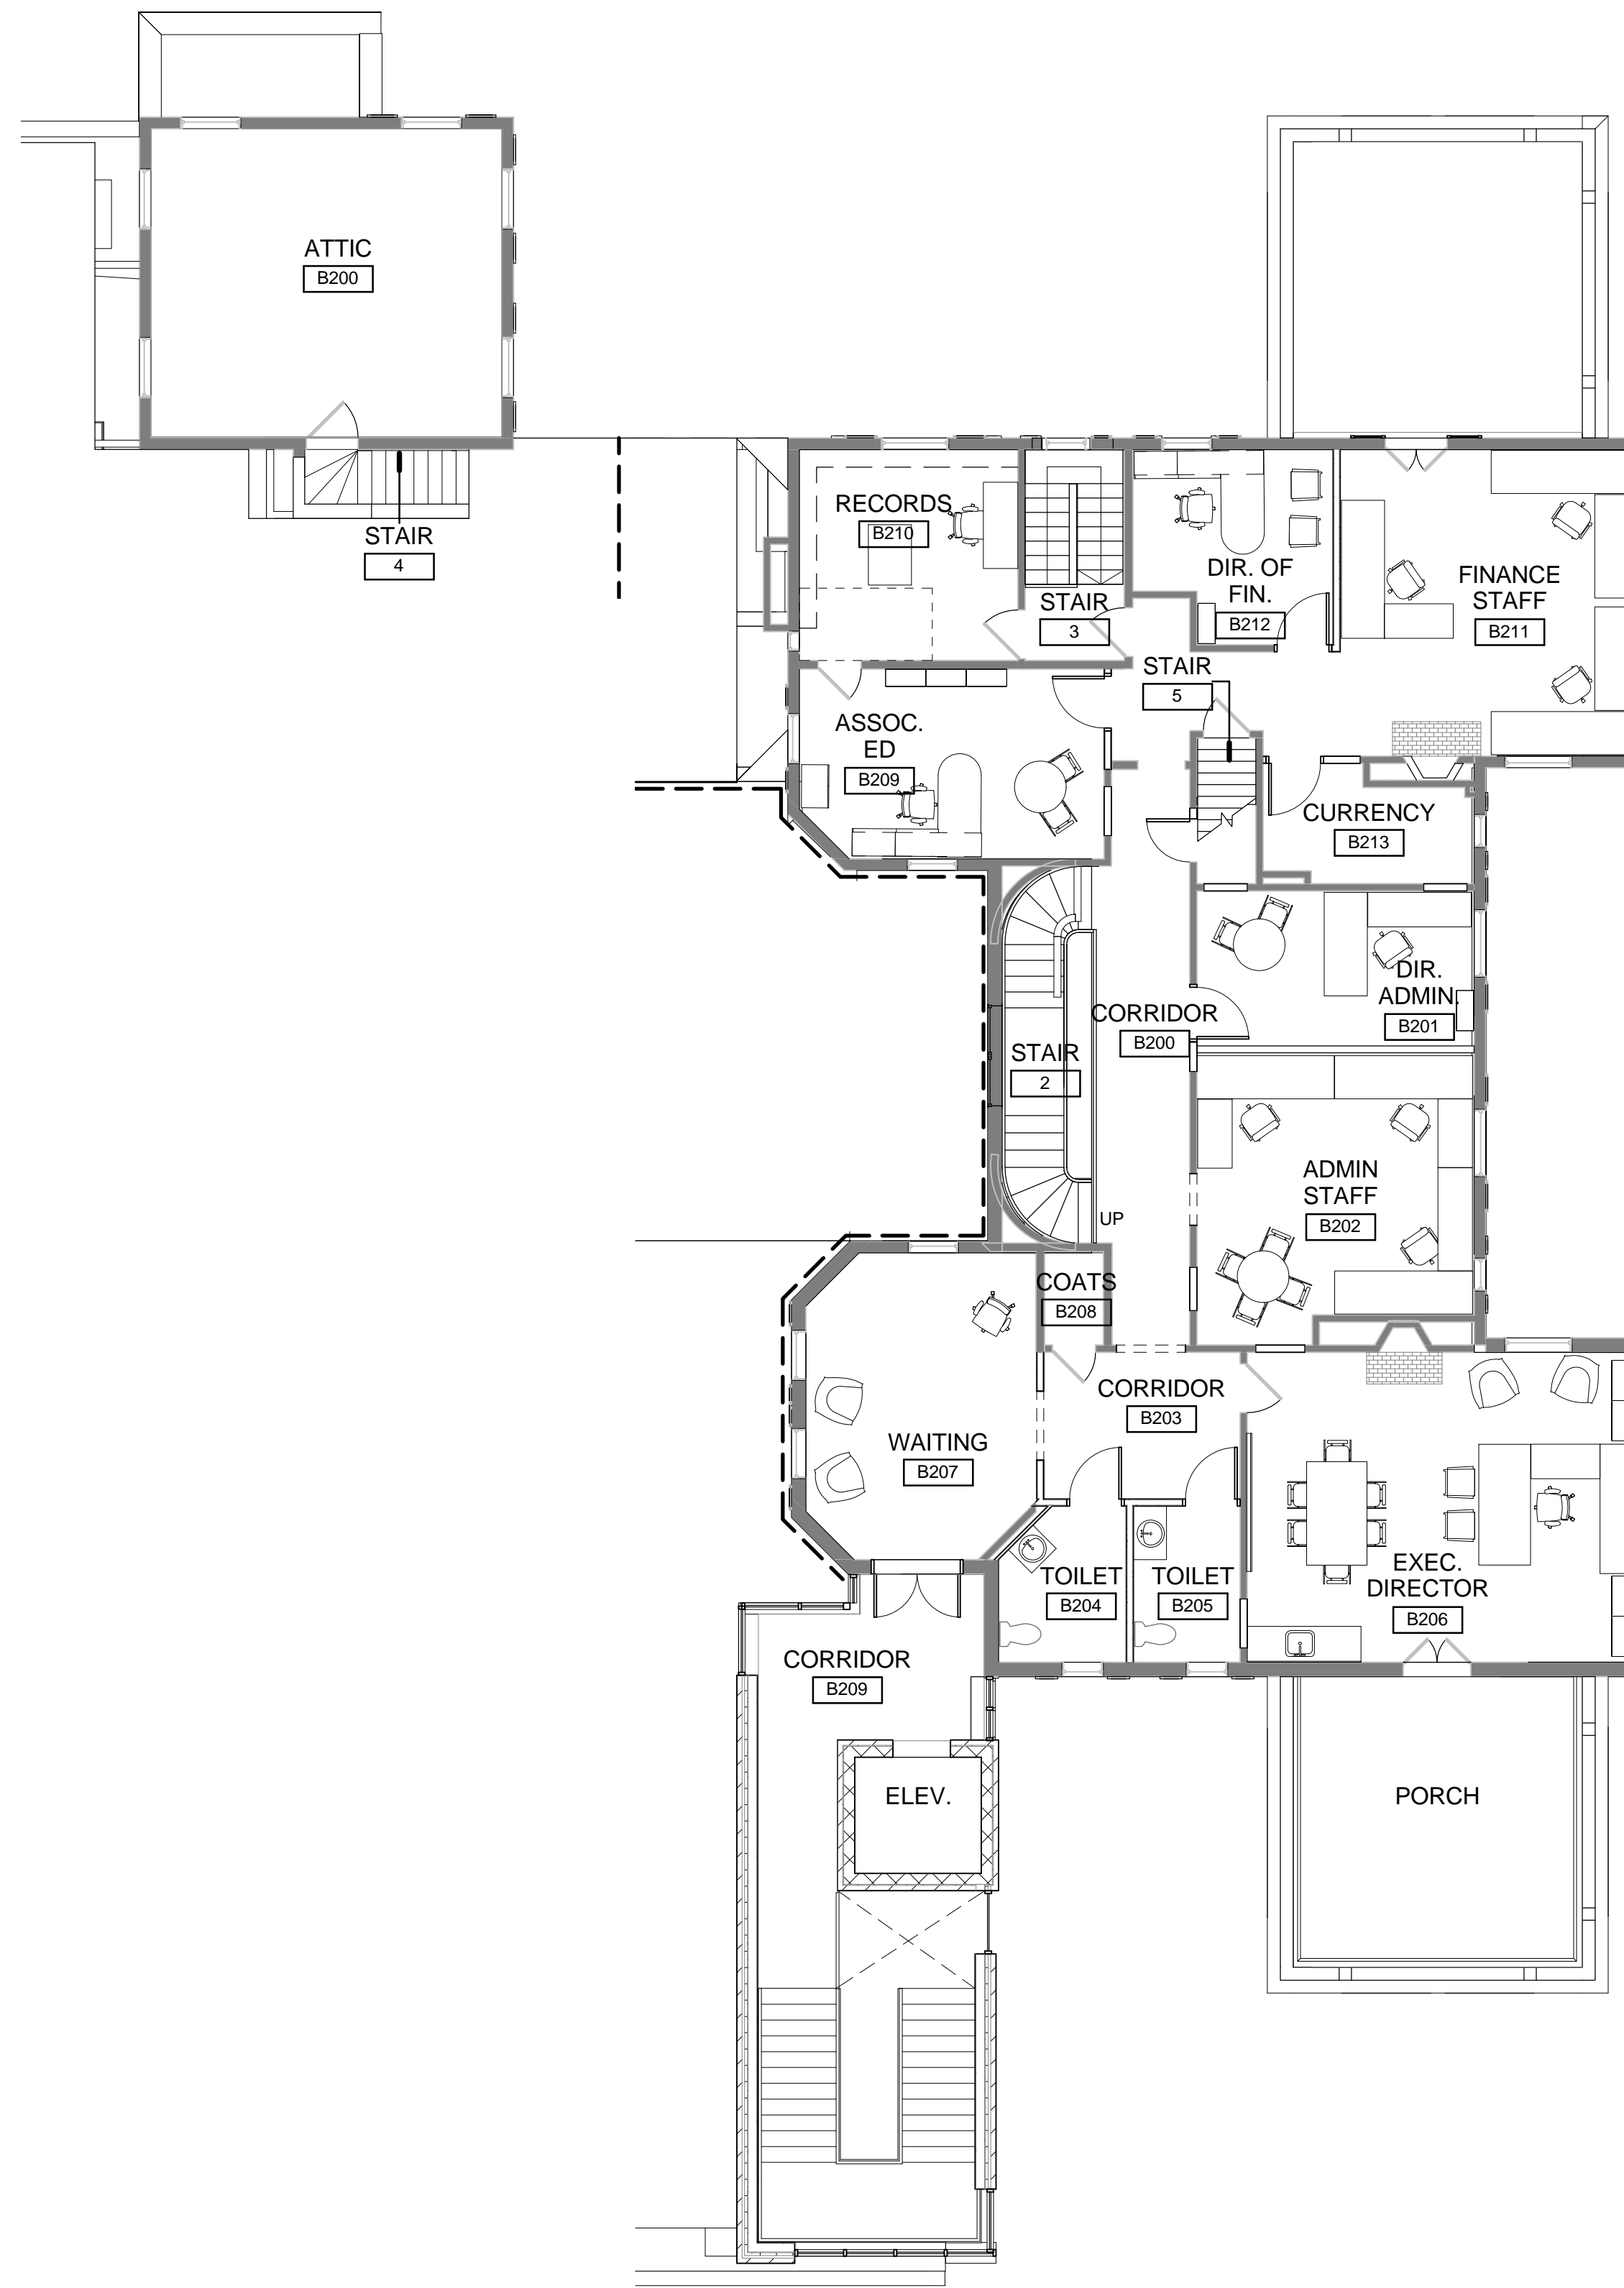 ATTIC
B200
STAIR
4
RECORDS
B210
STAIR
3
DIR. OF
FIN.
B212
FINANCE
STAFF
B211
STAIR
5
ASSOC.
ED
B209
CURRENCY
B213
DIR.
ADMIN.
B201
CORRIDOR
B200
STAIR
2
ADMIN
STAFF
B202
UP
COATS
B208
CORRIDOR
B203
WAITING
B207
TOILET
B204
TOILET
B205
EXEC.
DIRECTOR
B206
CORRIDOR
B209
ELEV.
PORCH